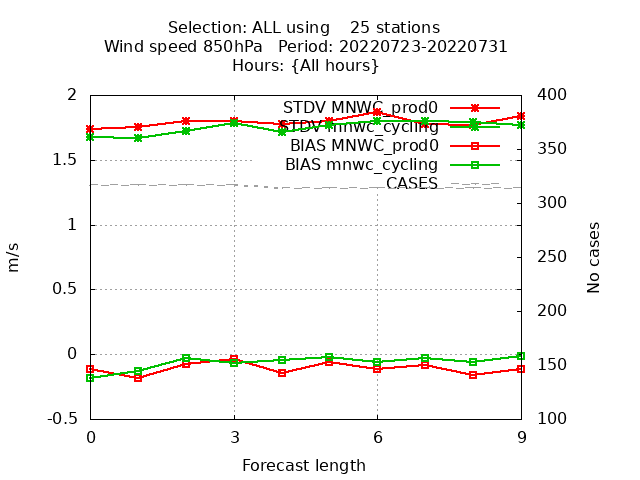 Selection: ALL using    25 stations
Wind speed 850hPa   Period: 20220723-20220731
Hours: {All hours}
2
1.5
1
0.5
0
-0.5
400
350
300
250
200
150
100
0
3
6
9
m/s
No cases
Forecast length
STDV MNWC_prod0
STDV mnwc_cycling
BIAS MNWC_prod0
BIAS mnwc_cycling
CASES